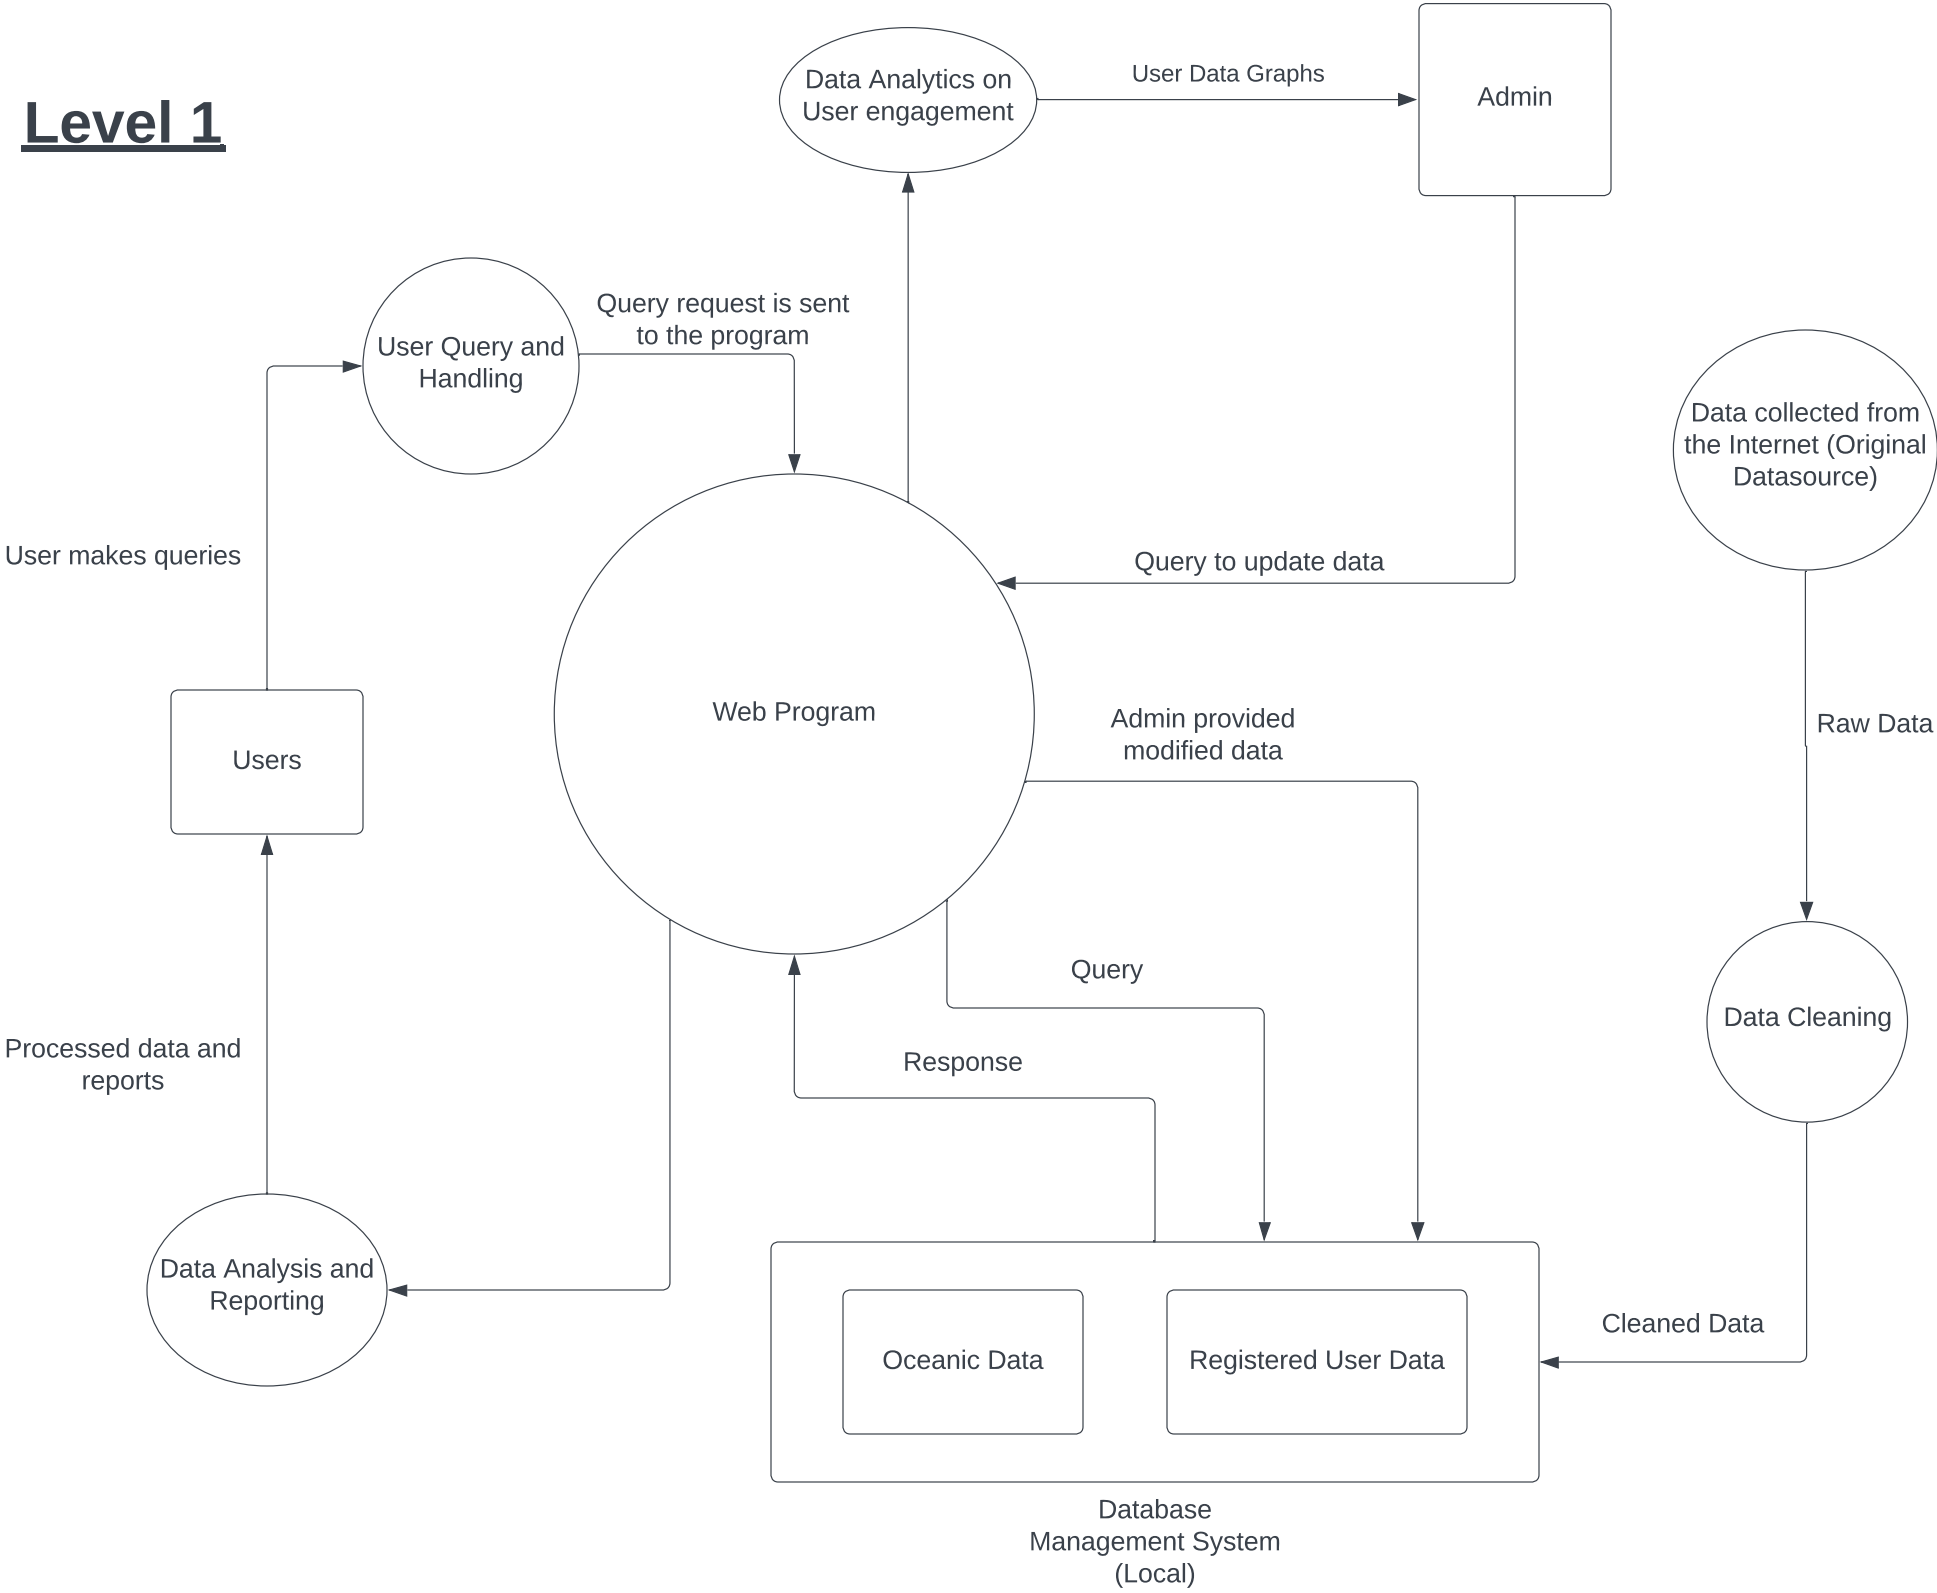 Level 1
Data Analytics on
User engagement
User Data Graphs
Admin
Query request is sent
to the program
User Query and
Handling
Data collected from
the Internet (Original
Datasource)
User makes queries
Query to update data
Web Program
Admin provided
modified data
Raw Data
Users
Query
Data Cleaning
Processed data and
reports
Response
Data Analysis and
Reporting
Cleaned Data
Oceanic Data
Registered User Data
Database
Management System
(Local)